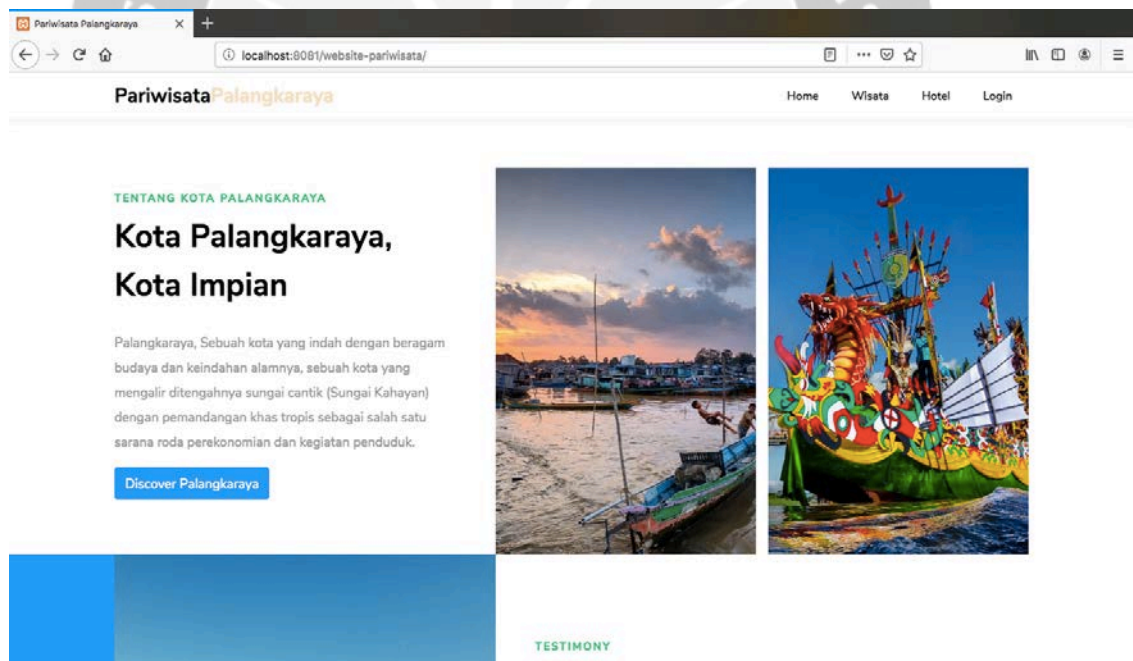 Pariwisata Palangkaraya
localhost:8081/website-pariwisata/
PariwisataPalangkaraya
Home Wisata Hotel Login
TENTANG KOTA PALANGKARAYA
Kota Palangkaraya,
Kota Impian
Palangkaraya, Sebuah kota yang indah dengan beragam
budaya dan keindahan alamnya, sebuah kota yang
mengalir ditengahnya sungai cantik (Sungai Kahayan)
dengan pemandangan khas tropis sebagai salah satu
sarana roda perekonomian dan kegiatan penduduk.
Discover Palangkaraya
TESTIMONY